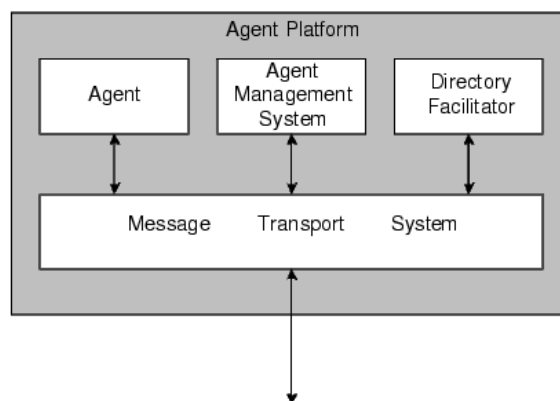 Agent Platform
Agent
Agent
Management
System
Directory
Facilitator
Message Transport System